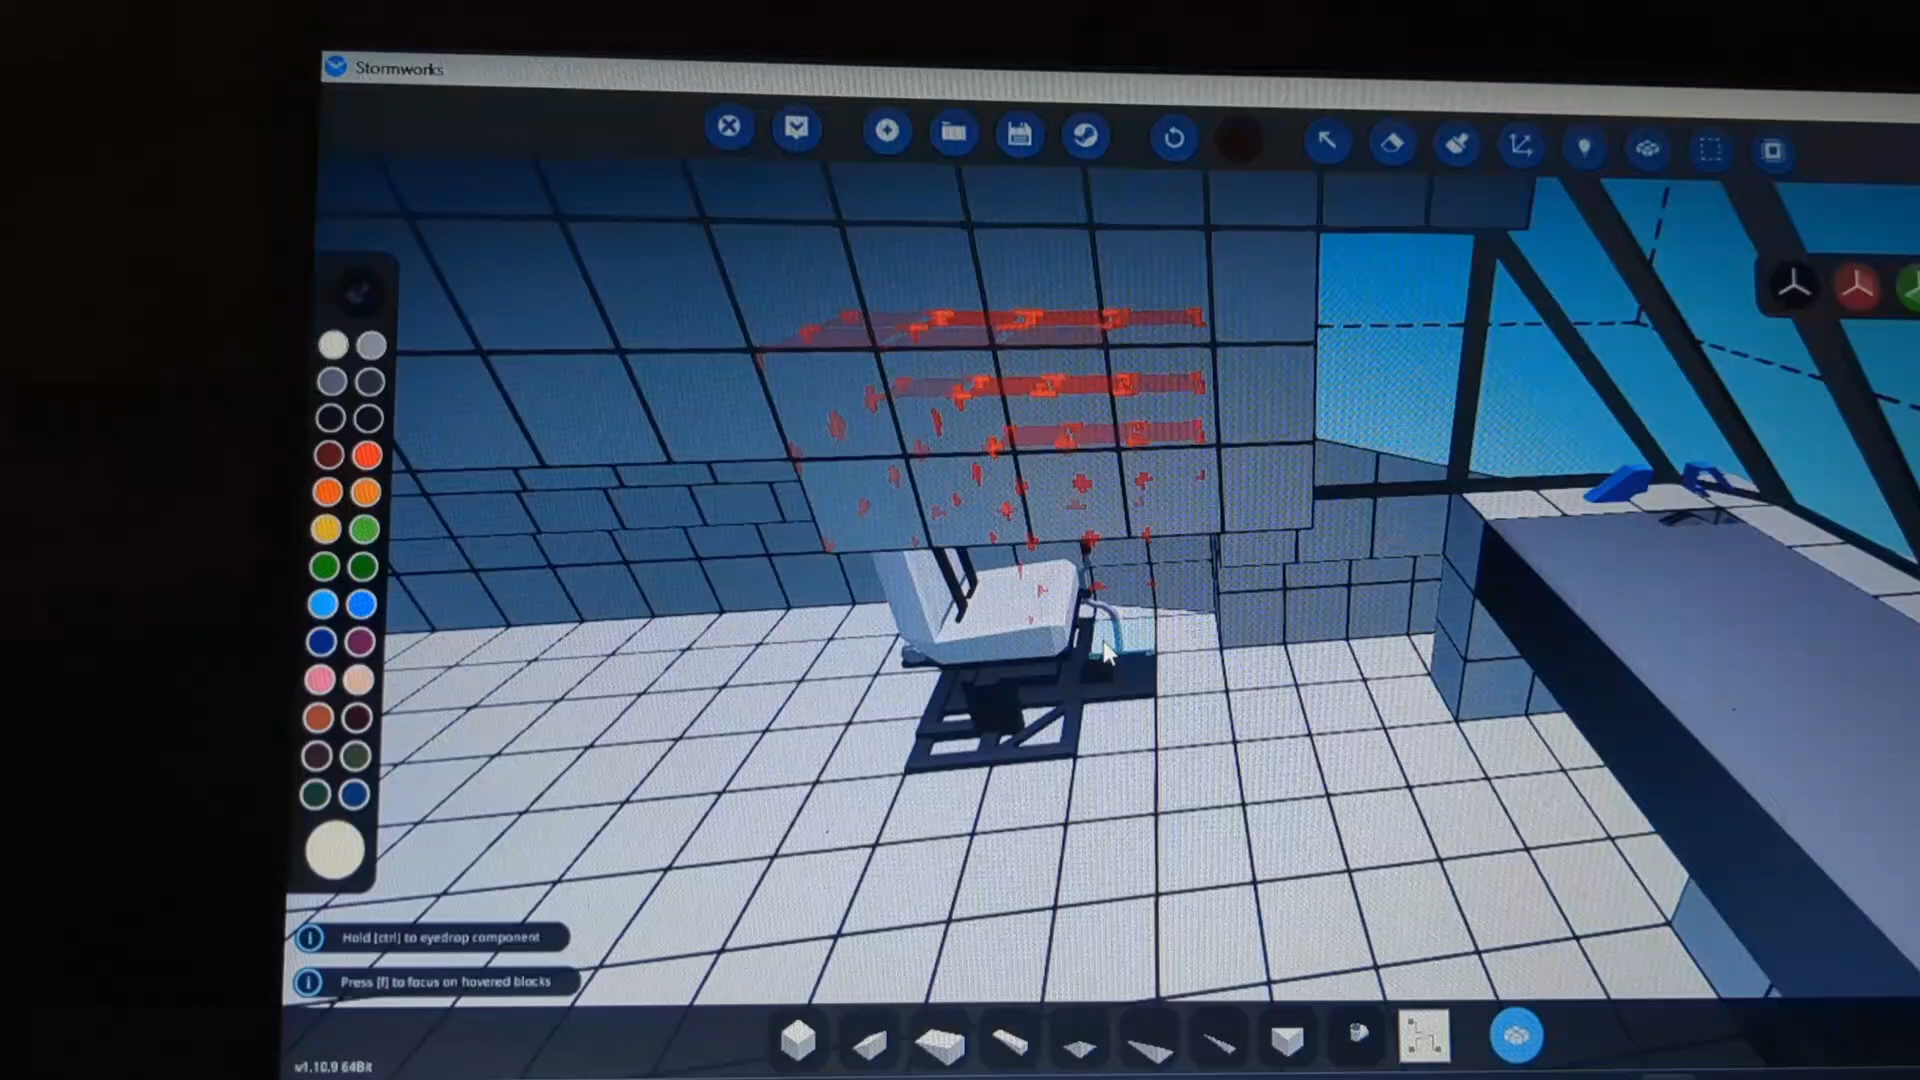 Stormworks
Hold [ctrl] to eyedrop component
Press [f] to focus on hovered blocks
v1.10.9 64Bit